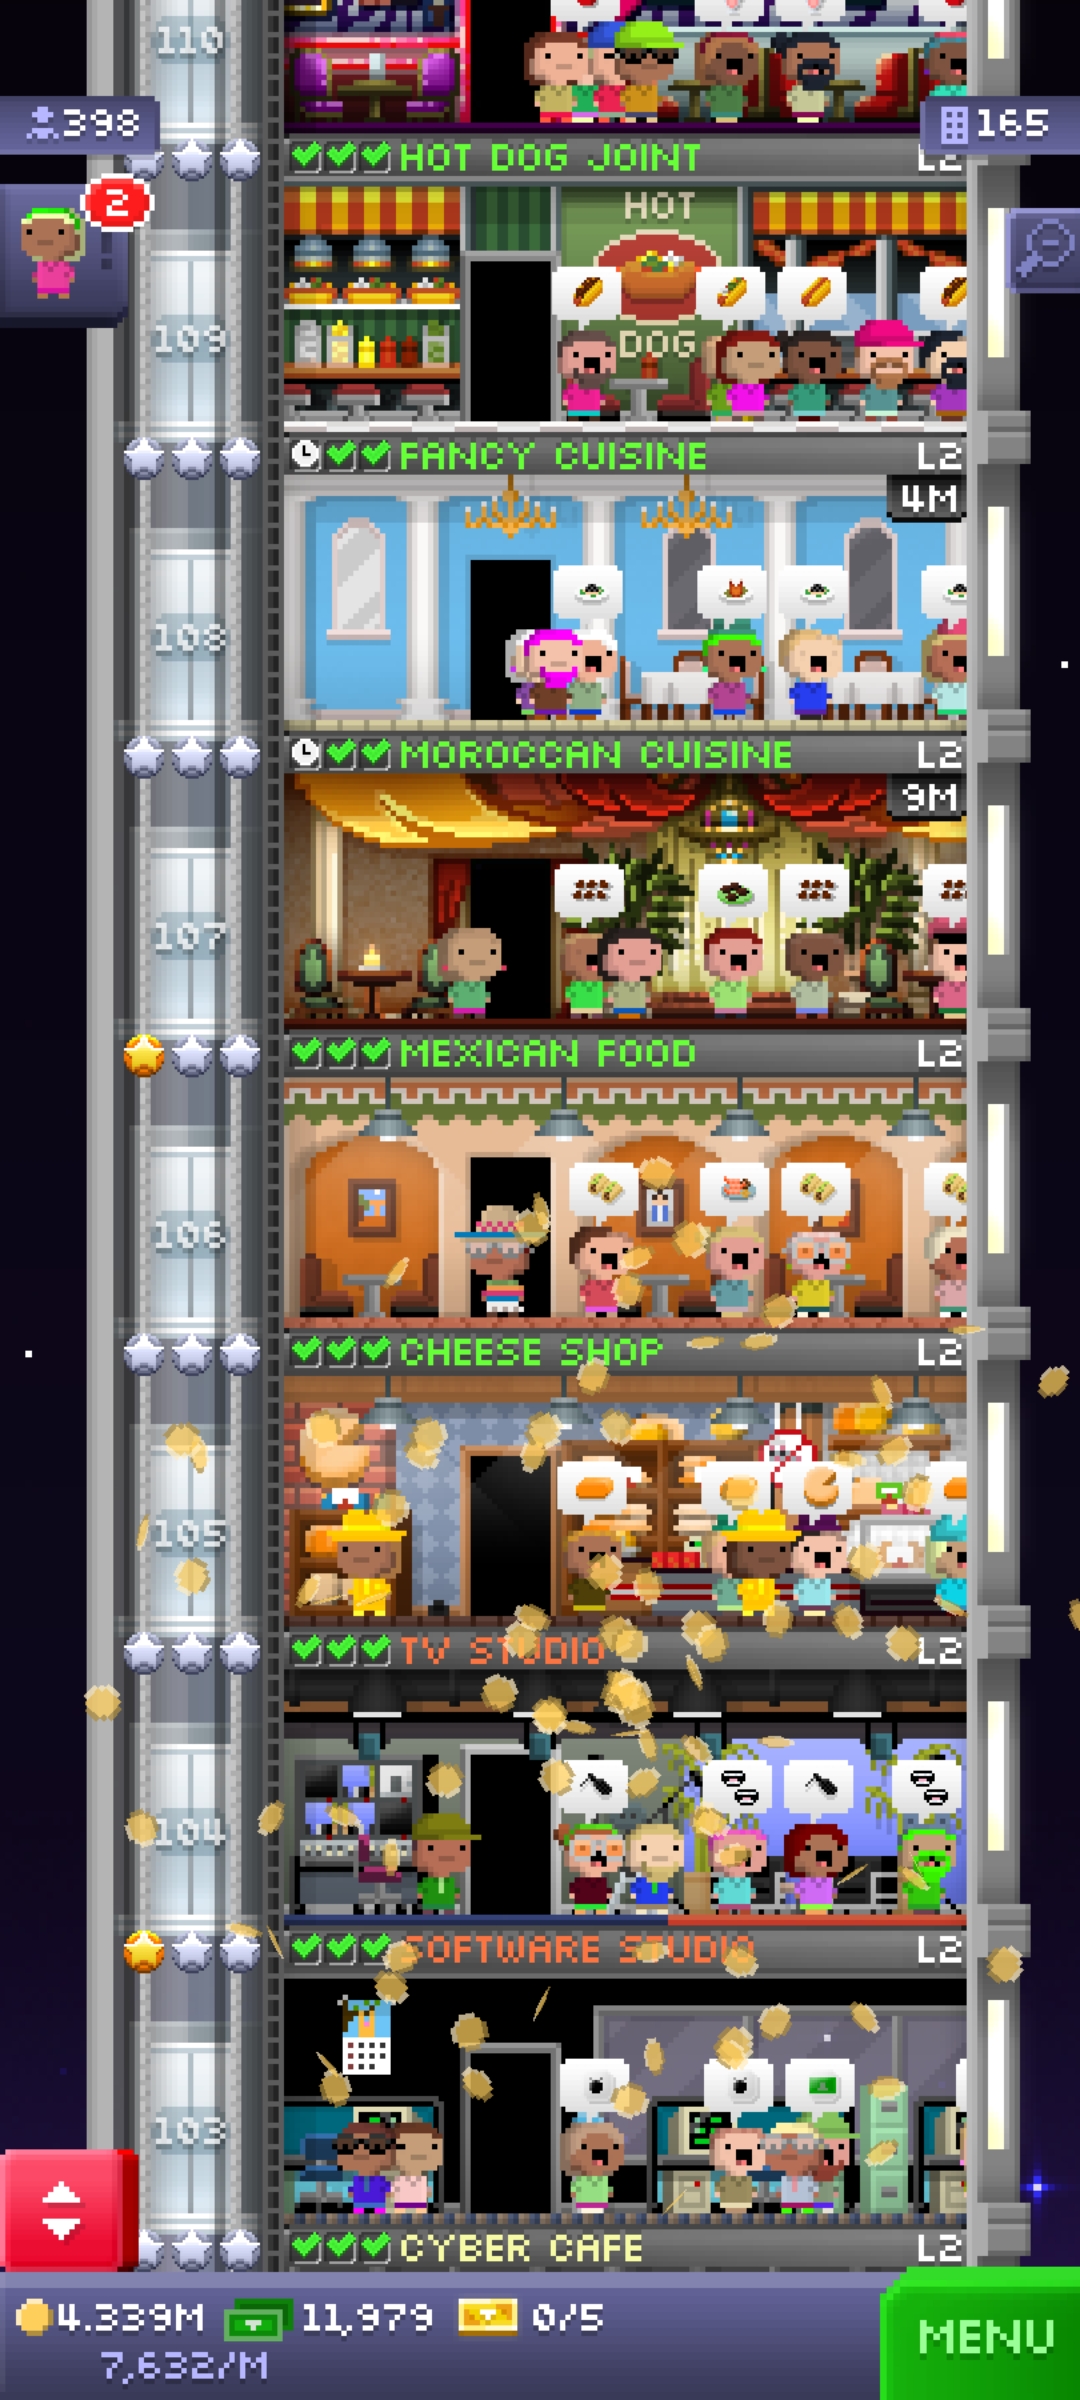 110
398
165
HOT DOG JOINT
2
HOT
109
DOG
FANCY CUISINE L2
4M
108
MOROCCAN CUISINE L2
9M
107
MEXICAN FOOD L2
106
CHEESE SHOP L2
105
TV STUDIO L2
104
SOFTWARE STUDIO L2
103
CYBER CAFE L2
4.339M 11,979 0/5
7,632/M
MENU